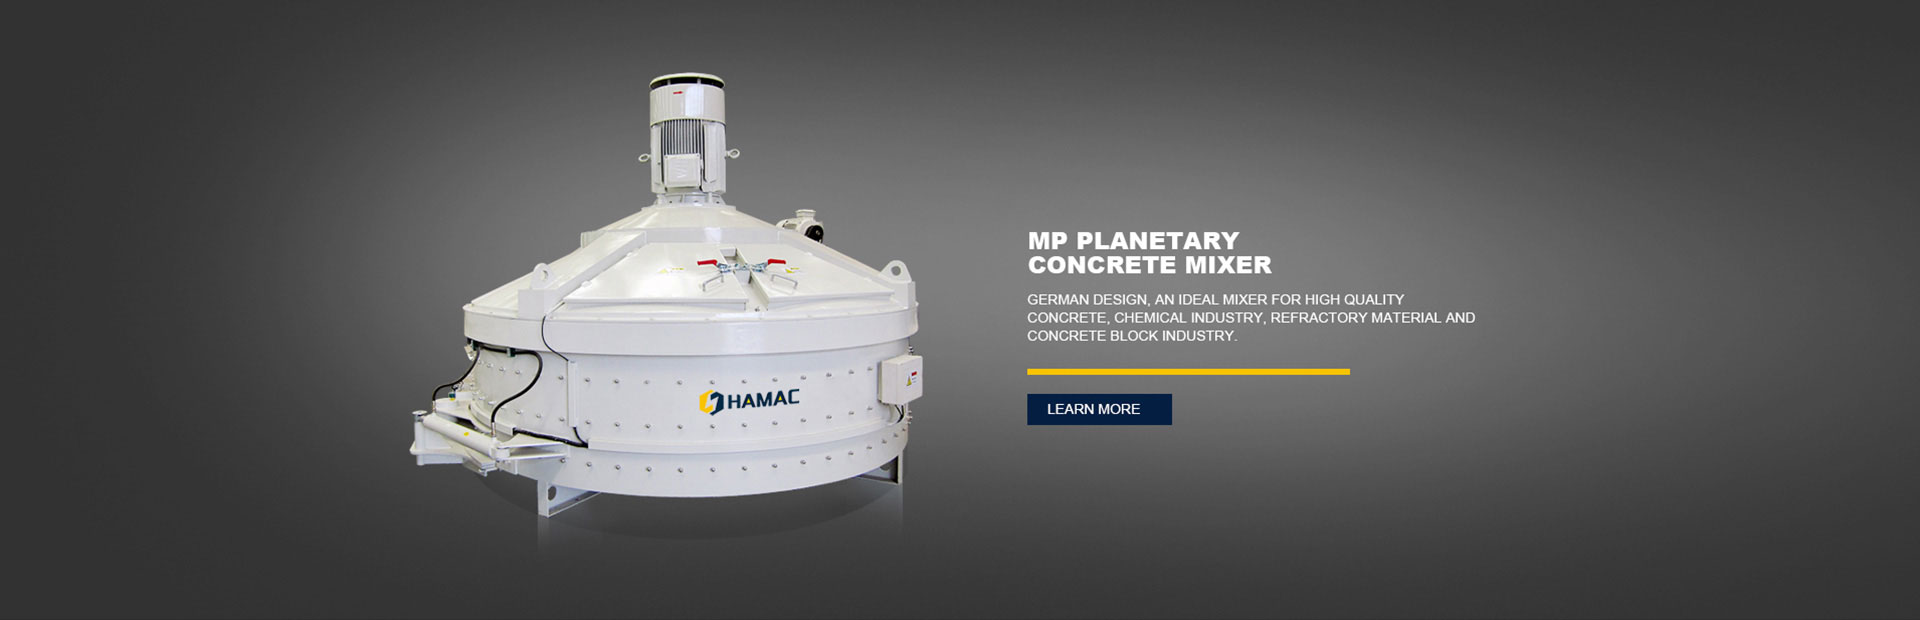 MP PLANETARY
CONCRETE MIXER
GERMAN DESIGN, AN IDEAL MIXER FOR HIGH QUALITY
CONCRETE, CHEMICAL INDUSTRY, REFRACTORY MATERIAL AND
CONCRETE BLOCK INDUSTRY.
LEARN MORE
HAMAC